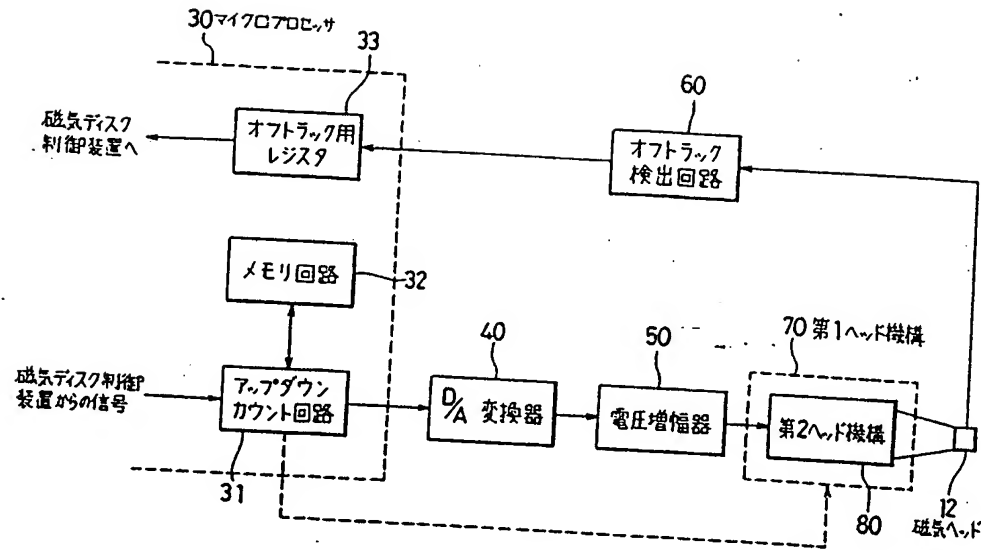 30マイクロプロセッサ
33
磁気ディスク
制御装置へ
オフトラック用
レジスタ
60
オフトラック
検出回路
メモリ回路
32
磁気ディスク制御
装置からの信号
アップダウン
カウント回路
31
40
D/A 変換器
50
電圧増幅器
70 第1ヘッド機構
第2ヘッド機構
80
12
磁気ヘッド